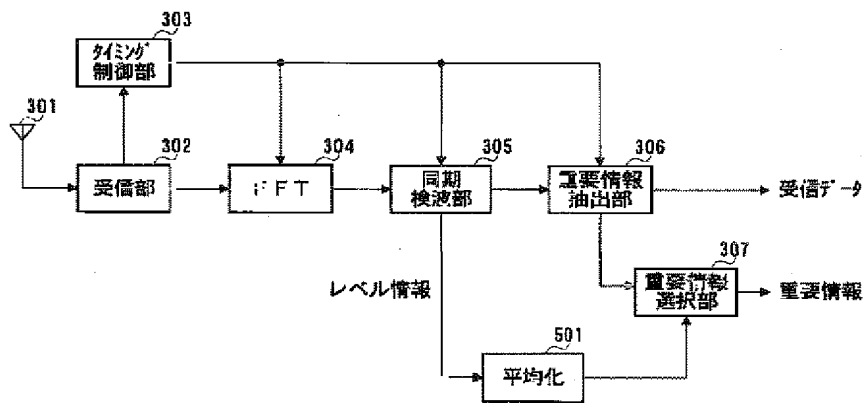 303
タイミング
制御部
301
302
受信部
304
FFT
305
同期
検波部
306
重要情報
抽出部
受信データ
307
重要情報
選択部
重要情報
レベル情報
501
平均化